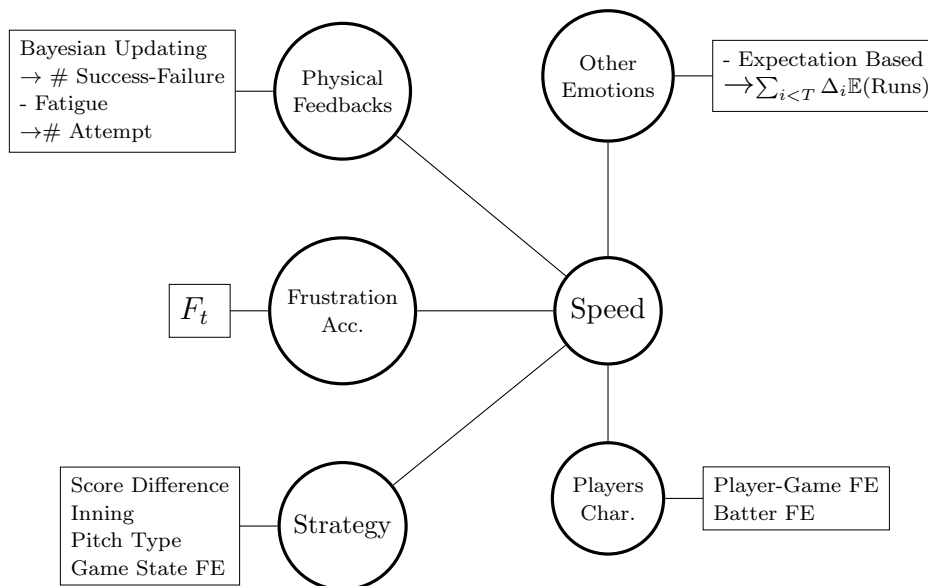 Bayesian Updating
→ # Success-Failure
- Fatigue
→# Attempt
Physical
Feedbacks
Other
Emotions
- Expectation Based
→∑_{i<T} Δ_i𝔼(Runs)
F_t
Frustration
Acc.
Speed
Score Difference
Inning
Pitch Type
Game State FE
Strategy
Players
Char.
Player-Game FE
Batter FE